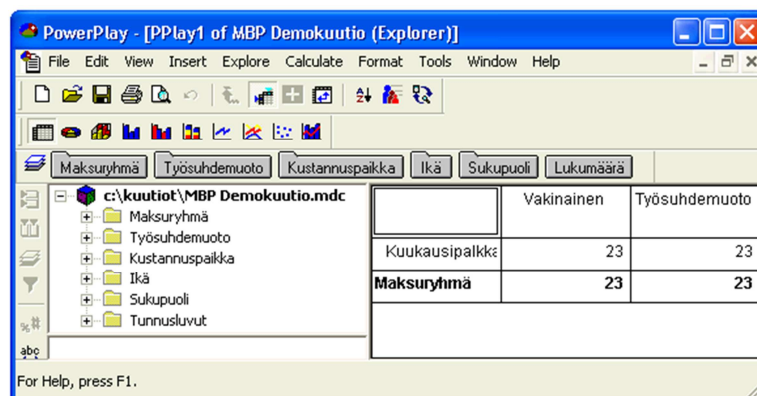 PowerPlay - [PPlay1 of MBP Demokuutio (Explorer)]
File Edit View Insert Explore Calculate Format Tools Window Help
Maksuryhmä Työsuhdemuoto Kustannuspaikka Ikä Sukupuoli Lukumäärä
c:\kuutiot\MBP Demokuutio.mdc
Maksuryhmä
Työsuhdemuoto
Kustannuspaikka
Ikä
Sukupuoli
Tunnusluvut
Vakinainen Työsuhdemuoto
Kuukausipalkka 23 23
Maksuryhmä 23 23
%#
abc
For Help, press F1.